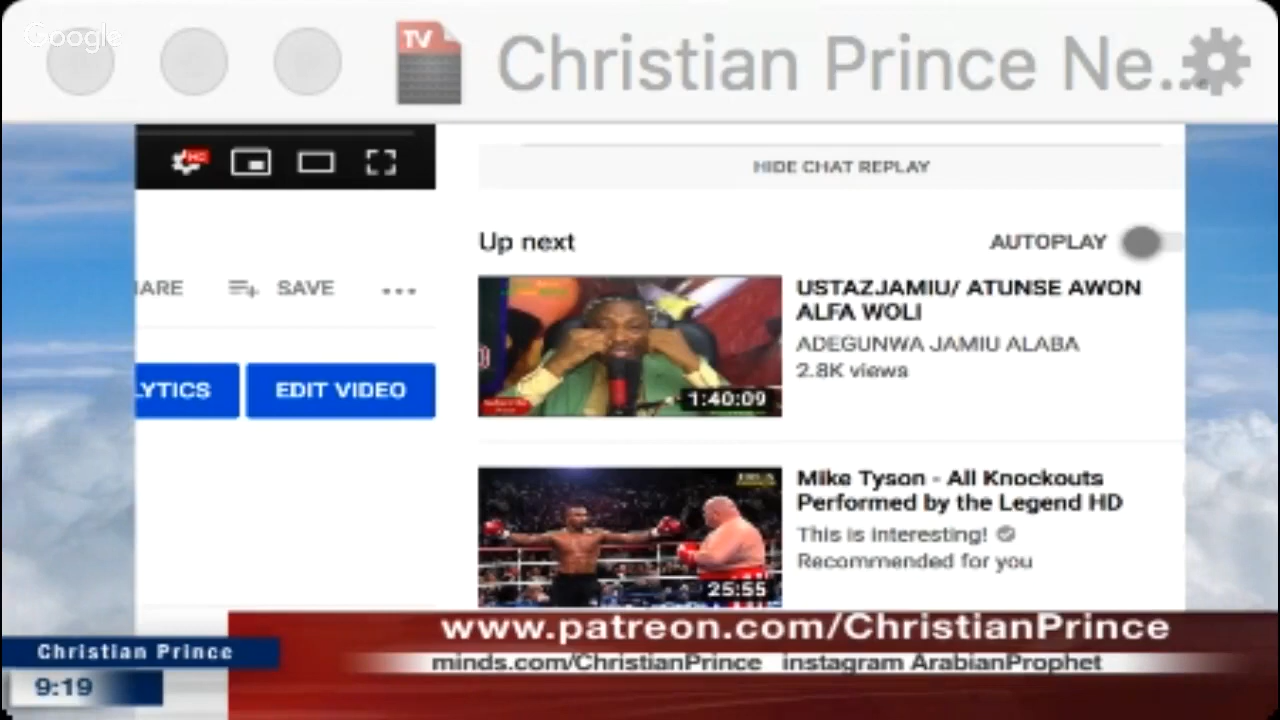 Google
TV
Christian Prince Ne...
HD
HIDE CHAT REPLAY
Up next
AUTOPLAY
ARE
SAVE
USTAZJAMIU/ ATUNSE AWON
ALFA WOLI
ADEGUNWA JAMIU ALABA
2.8K views
1:40:09
LYTICS
EDIT VIDEO
Mike Tyson - All Knockouts
Performed by the Legend HD
This is interesting!
Recommended for you
25:55
www.patreon.com/ChristianPrince
Christian Prince
minds.com/ChristianPrince instagram ArabianProphet
9:19